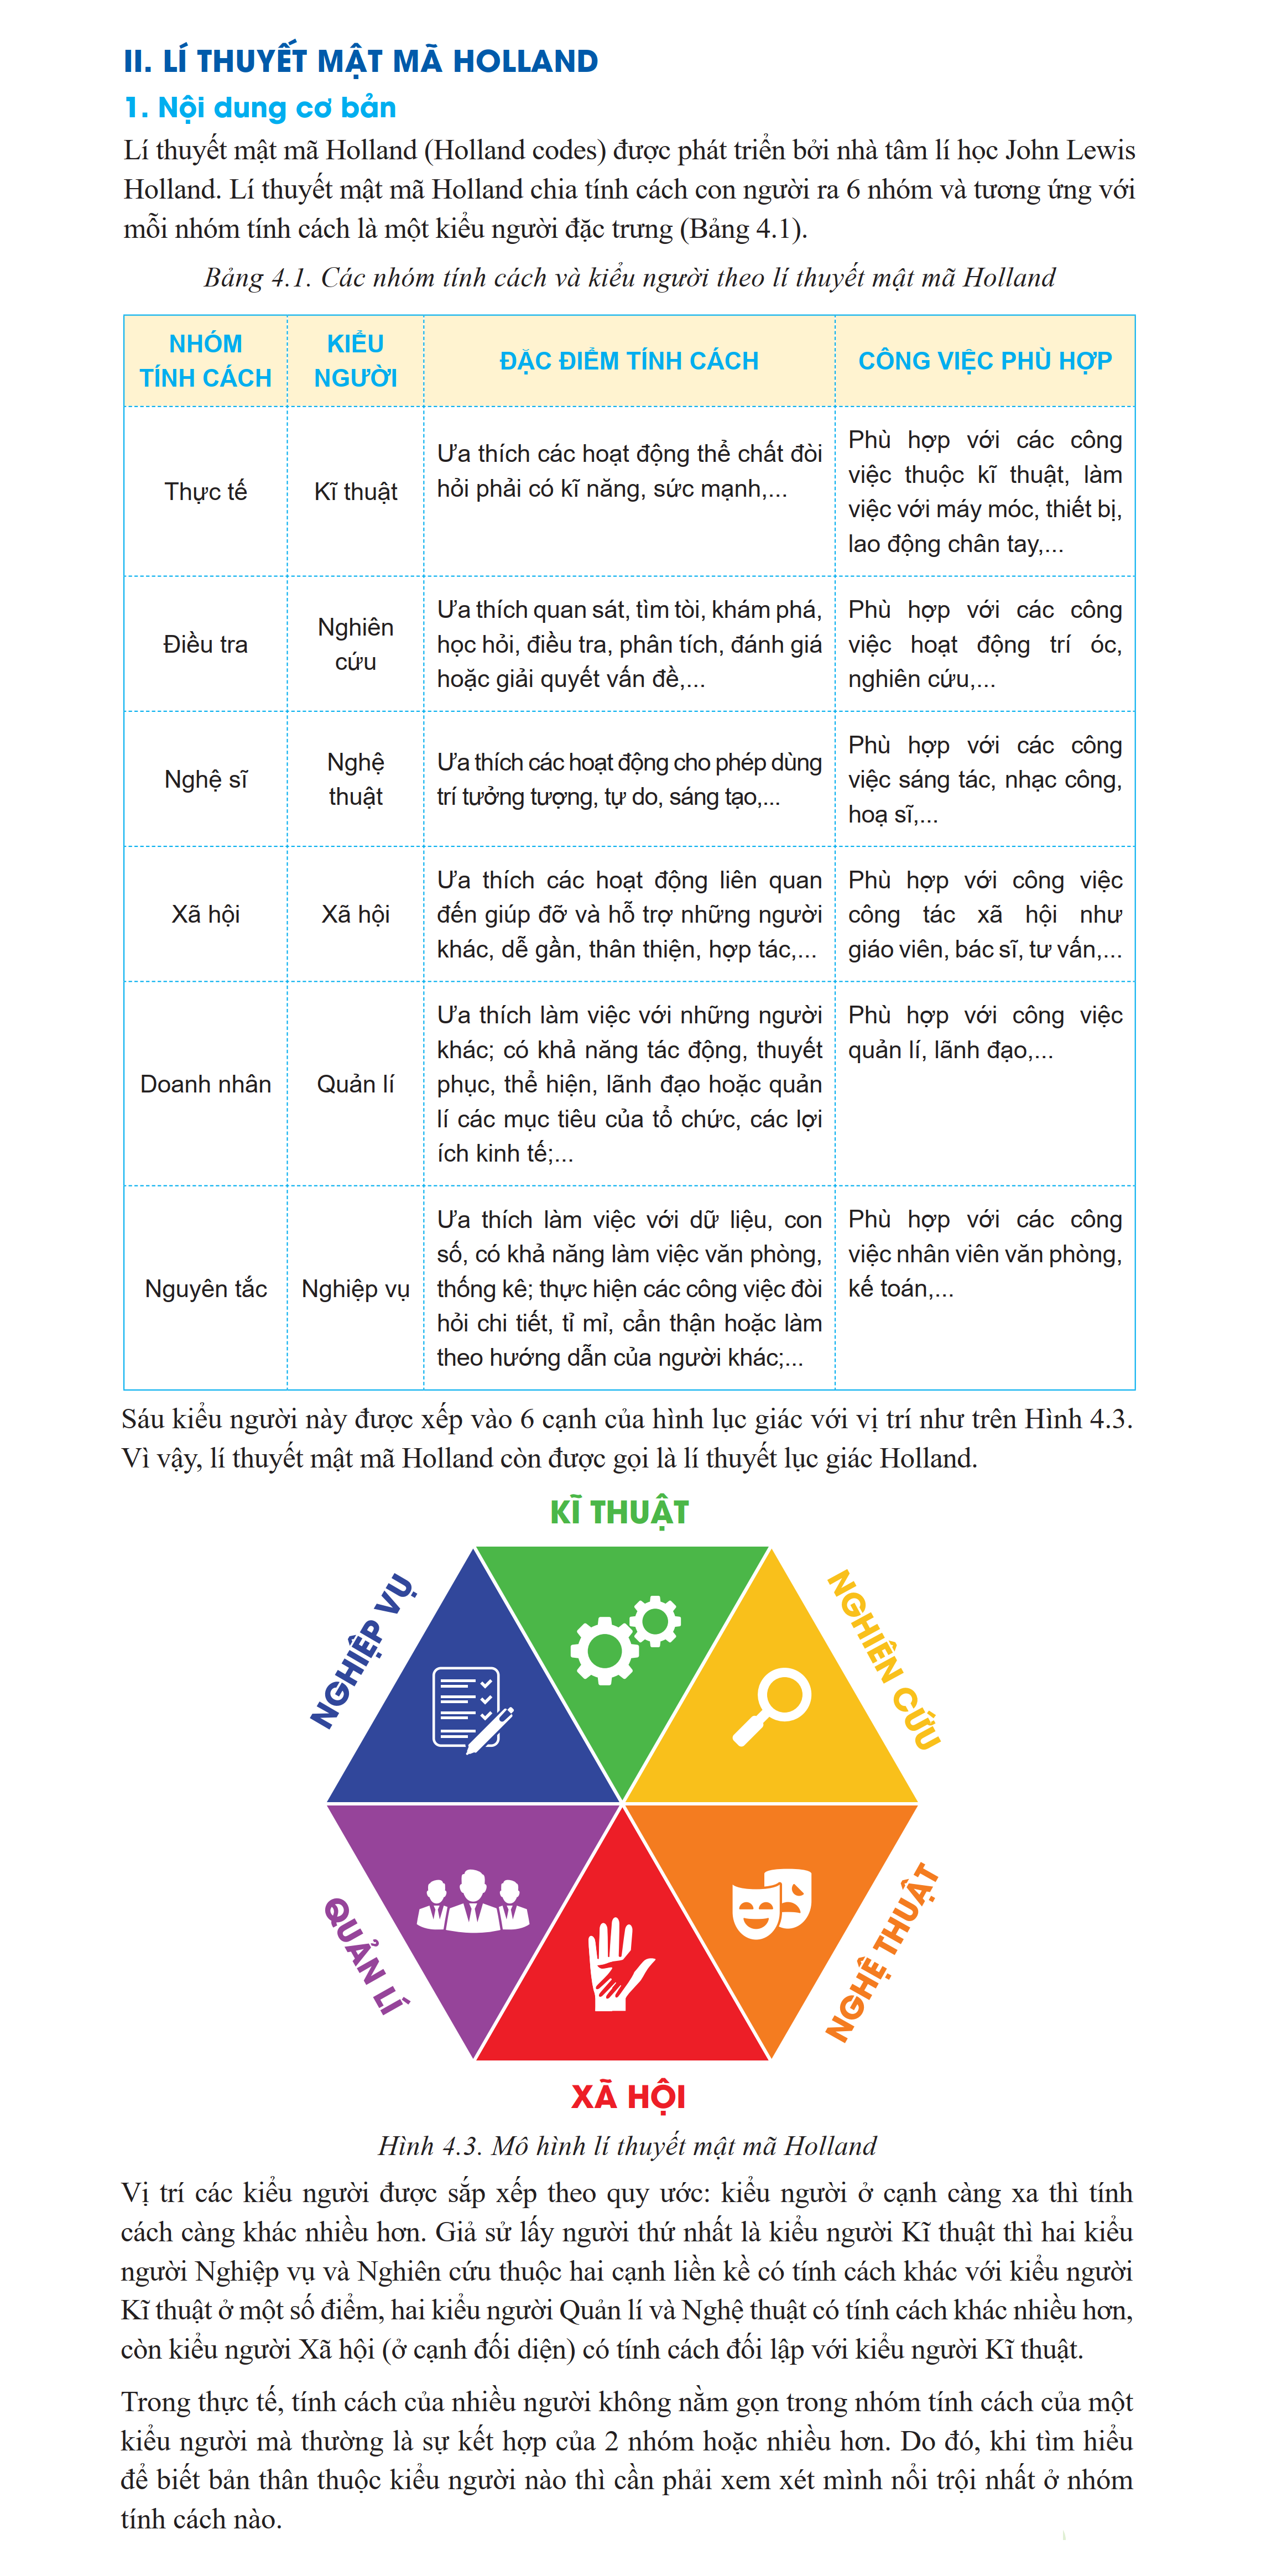 II. LÍ THUYẾT MẬT MÃ HOLLAND
1. Nội dung cơ bản
Lí thuyết mật mã Holland (Holland codes) được phát triển bởi nhà tâm lí học John Lewis
Holland. Lí thuyết mật mã Holland chia tính cách con người ra 6 nhóm và tương ứng với
mỗi nhóm tính cách là một kiểu người đặc trưng (Bảng 4.1).
Bảng 4.1. Các nhóm tính cách và kiểu người theo lí thuyết mật mã Holland
NHÓM
TÍNH CÁCH
KIỂU
NGƯỜI
ĐẶC ĐIỂM TÍNH CÁCH
CÔNG VIỆC PHÙ HỢP
Thực tế
Kĩ thuật
Ưa thích các hoạt động thể chất đòi
hỏi phải có kĩ năng, sức mạnh,...
Phù hợp với các công
việc thuộc kĩ thuật, làm
việc với máy móc, thiết bị,
lao động chân tay,...
Điều tra
Nghiên
cứu
Ưa thích quan sát, tìm tòi, khám phá,
học hỏi, điều tra, phân tích, đánh giá
hoặc giải quyết vấn đề,...
Phù hợp với các công
việc hoạt động trí óc,
nghiên cứu,...
Nghệ sĩ
Nghệ
thuật
Ưa thích các hoạt động cho phép dùng
trí tưởng tượng, tự do, sáng tạo,...
Phù hợp với các công
việc sáng tác, nhạc công,
hoạ sĩ,...
Xã hội
Xã hội
Ưa thích các hoạt động liên quan
đến giúp đỡ và hỗ trợ những người
khác, dễ gần, thân thiện, hợp tác,...
Phù hợp với công việc
công tác xã hội như
giáo viên, bác sĩ, tư vấn,...
Doanh nhân
Quản lí
Ưa thích làm việc với những người
khác; có khả năng tác động, thuyết
phục, thể hiện, lãnh đạo hoặc quản
lí các mục tiêu của tổ chức, các lợi
ích kinh tế;...
Phù hợp với công việc
quản lí, lãnh đạo,...
Nguyên tắc
Nghiệp vụ
Ưa thích làm việc với dữ liệu, con
số, có khả năng làm việc văn phòng,
thống kê; thực hiện các công việc đòi
hỏi chi tiết, tỉ mỉ, cẩn thận hoặc làm
theo hướng dẫn của người khác;...
Phù hợp với các công
việc nhân viên văn phòng,
kế toán,...
Sáu kiểu người này được xếp vào 6 cạnh của hình lục giác với vị trí như trên Hình 4.3.
Vì vậy, lí thuyết mật mã Holland còn được gọi là lí thuyết lục giác Holland.
KĨ THUẬT
NGHIỆP VỤ
NGHIÊN CỨU
QUẢN LÍ
NGHỆ THUẬT
XÃ HỘI
Hình 4.3. Mô hình lí thuyết mật mã Holland
Vị trí các kiểu người được sắp xếp theo quy ước: kiểu người ở cạnh càng xa thì tính
cách càng khác nhiều hơn. Giả sử lấy người thứ nhất là kiểu người Kĩ thuật thì hai kiểu
người Nghiệp vụ và Nghiên cứu thuộc hai cạnh liền kề có tính cách khác với kiểu người
Kĩ thuật ở một số điểm, hai kiểu người Quản lí và Nghệ thuật có tính cách khác nhiều hơn,
còn kiểu người Xã hội (ở cạnh đối diện) có tính cách đối lập với kiểu người Kĩ thuật.
Trong thực tế, tính cách của nhiều người không nằm gọn trong nhóm tính cách của một
kiểu người mà thường là sự kết hợp của 2 nhóm hoặc nhiều hơn. Do đó, khi tìm hiểu
để biết bản thân thuộc kiểu người nào thì cần phải xem xét mình nổi trội nhất ở nhóm
tính cách nào.